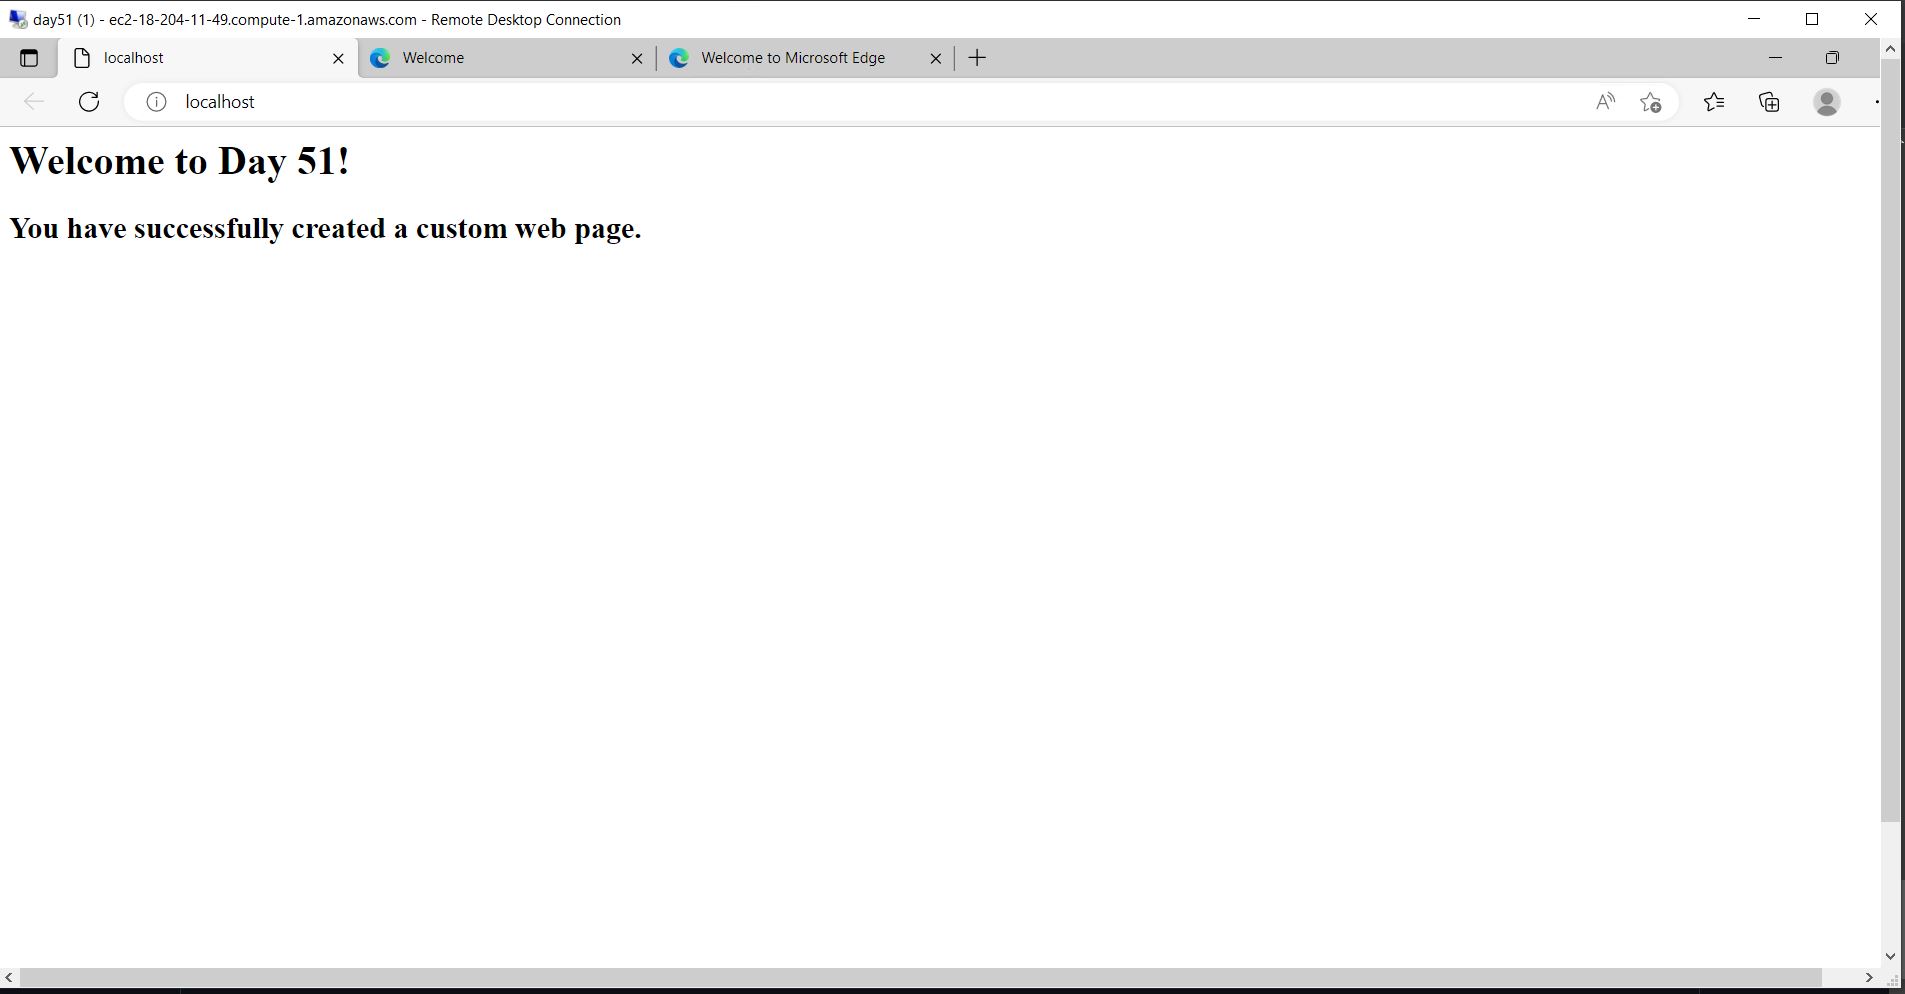 day51 (1) - ec2-18-204-11-49.compute-1.amazonaws.com - Remote Desktop Connection
localhost
Welcome
Welcome to Microsoft Edge
localhost
Welcome to Day 51!
You have successfully created a custom web page.